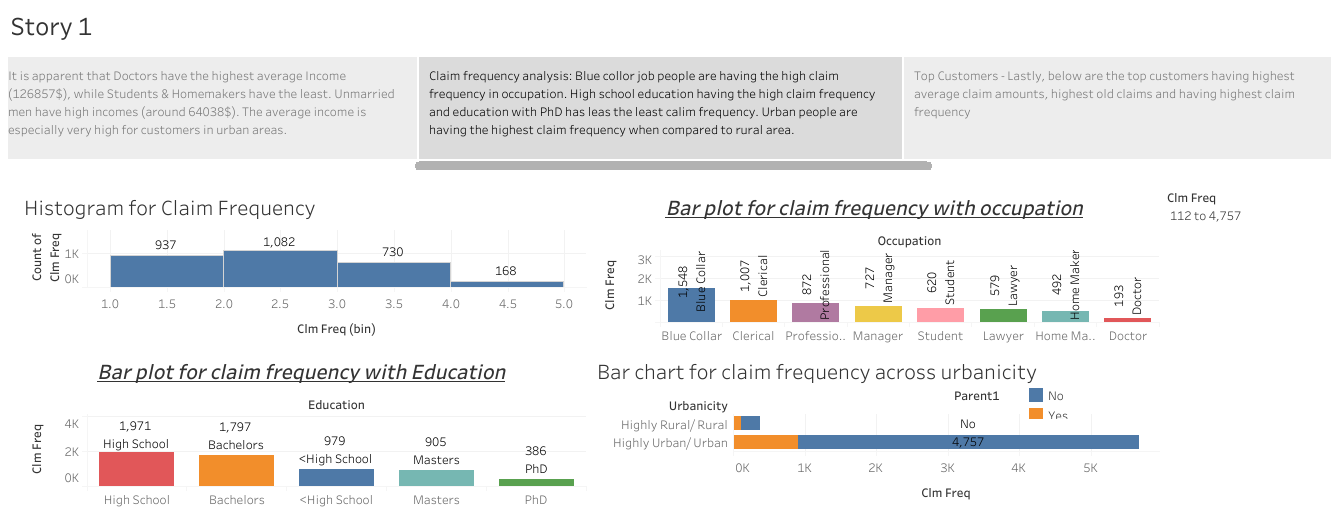 Story 1
It is apparent that Doctors have the highest average Income
(126857$), while Students & Homemakers have the least. Unmarried
men have high incomes (around 64038$). The average income is
especially very high for customers in urban areas.
Claim frequency analysis: Blue collor job people are having the high claim
frequency in occupation. High school education having the high claim frequency
and education with PhD has leas the least calim frequency. Urban people are
having the highest claim frequency when compared to rural area.
Top Customers - Lastly, below are the top customers having highest
average claim amounts, highest old claims and having highest claim
frequency
Histogram for Claim Frequency
Count of
Clm Freq
1K
0K
937
1,082
730
168
1.0 1.5 2.0 2.5 3.0 3.5 4.0 4.5 5.0
Clm Freq (bin)
Bar plot for claim frequency with occupation
Occupation
Clm Freq
3K
2K
1K
1,548
Blue Collar
1,007
Clerical
872
Professional
727
Manager
620
Student
579
Lawyer
492
Home Maker
193
Doctor
Blue Collar Clerical Professio.. Manager Student Lawyer Home Ma.. Doctor
Clm Freq
112 to 4,757
Bar plot for claim frequency with Education
Education
Clm Freq
4K
2K
0K
1,971
High School
1,797
Bachelors
979
<High School
905
Masters
386
PhD
High School Bachelors <High School Masters PhD
Bar chart for claim frequency across urbanicity
Parent1
No
Yes
Urbanicity
Highly Rural/ Rural
Highly Urban/ Urban
No
4,757
0K 1K 2K 3K 4K 5K
Clm Freq